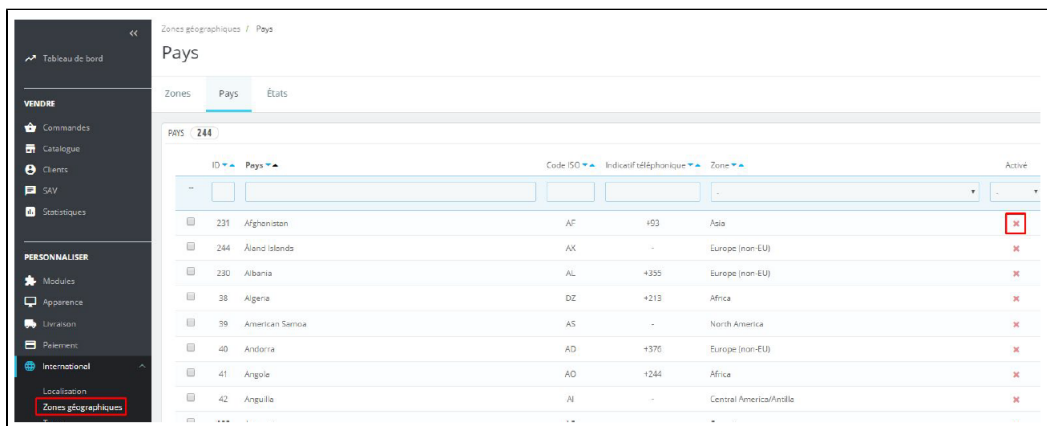 Zones géographiques / Pays
Tableau de bord
Pays
Zones Pays États
VENDRE
Commandes
Catalogue
Clients
SAV
Statistiques
PERSONNALISER
Modules
Apparence
Livraison
Paiement
International
Localisation
Zones géographiques
PAYS 244
ID Pays Code ISO Indicatif téléphonique Zone Activé
-- - -
231 Afghanistan AF +93 Asia
244 Åland Islands AX - Europe (non-EU)
230 Albania AL +355 Europe (non-EU)
38 Algeria DZ +213 Africa
39 American Samoa AS - North America
40 Andorra AD +376 Europe (non-EU)
41 Angola AO +244 Africa
42 Anguilla AI - Central America/Antilla